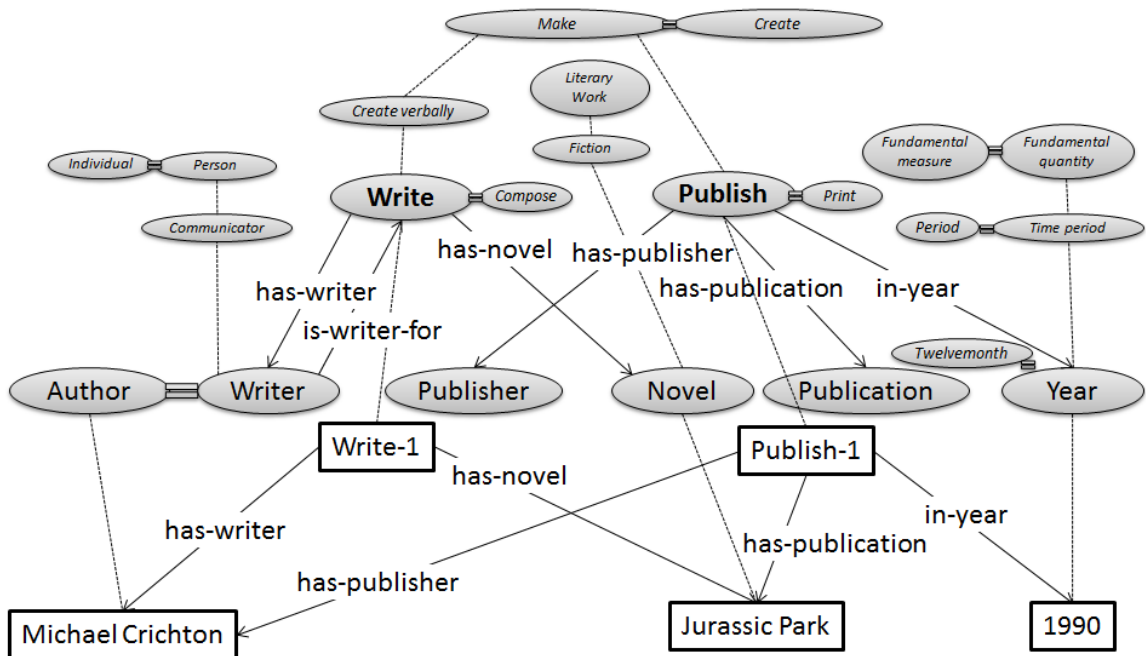 Make
Create
Literary
Work
Create verbally
Fiction
Fundamental
measure
Fundamental
quantity
Individual
Person
Write
Compose
Publish
Print
Communicator
Period
Time period
has-novel
has-publisher
has-writer
has-publication
in-year
is-writer-for
Twelvemonth
Author
Writer
Publisher
Novel
Publication
Year
Write-1
Publish-1
has-novel
has-writer
in-year
has-publication
has-publisher
Michael Crichton
Jurassic Park
1990